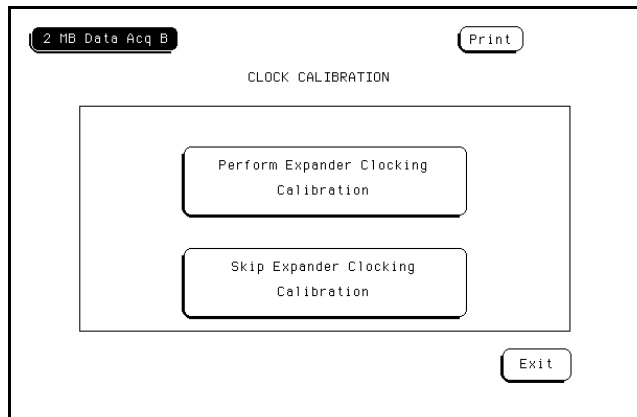 2 MB Data Acq B
Print
CLOCK CALIBRATION
Perform Expander Clocking
Calibration
Skip Expander Clocking
Calibration
Exit